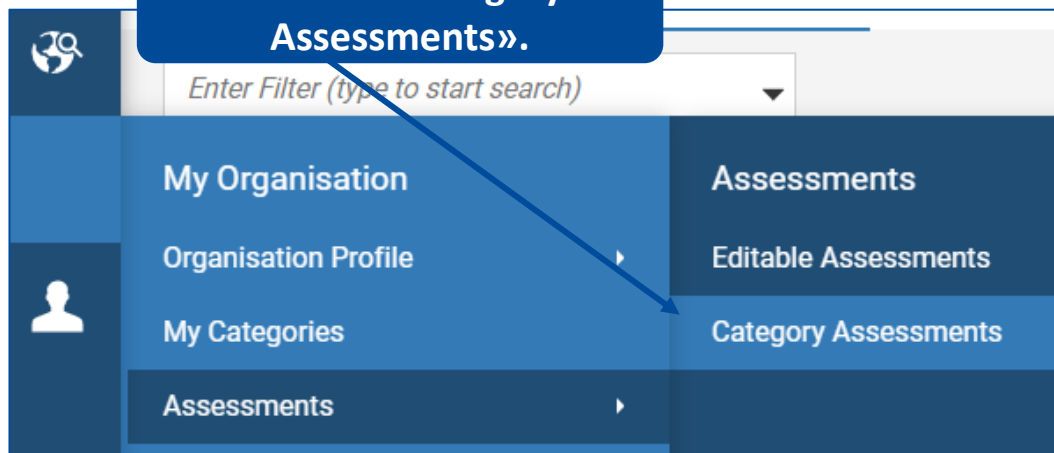 Assessments».
Enter Filter (type to start search)
My Organisation
Organisation Profile
My Categories
Assessments
Assessments
Editable Assessments
Category Assessments